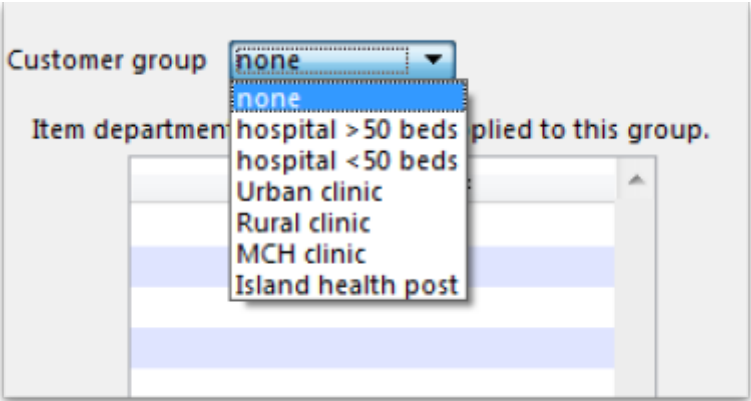 Customer group none
none
Item department
plied to this group.
hospital >50 beds
hospital <50 beds
Urban clinic
Rural clinic
MCH clinic
Island health post